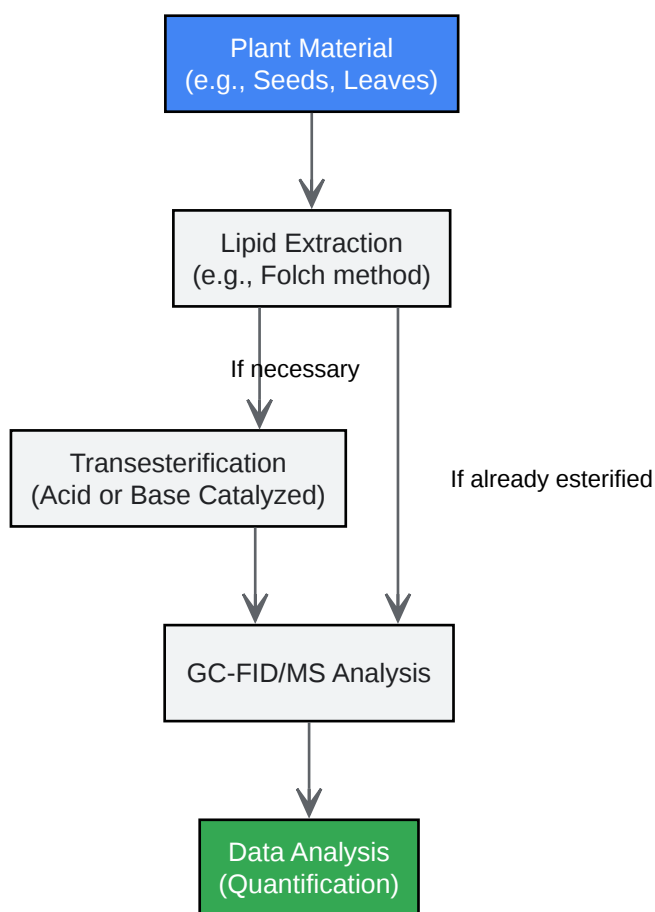 Plant Material
(e.g., Seeds, Leaves)
Lipid Extraction
(e.g., Folch method)
If necessary
Transesterification
(Acid or Base Catalyzed)
If already esterified
GC-FID/MS Analysis
Data Analysis
(Quantification)